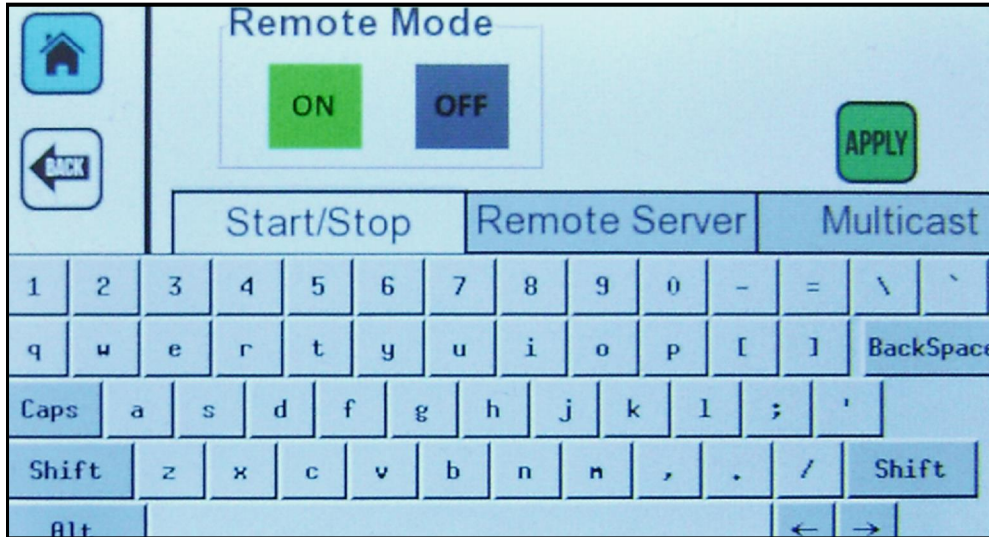 Remote Mode
ON OFF
APPLY
BACK
Start/Stop Remote Server Multicast
1 2 3 4 5 6 7 8 9 0 - = \ `
q w e r t y u i o p [ ] BackSpace
Caps a s d f g h j k l ; '
Shift z x c v b n m , . / Shift
Alt ← →